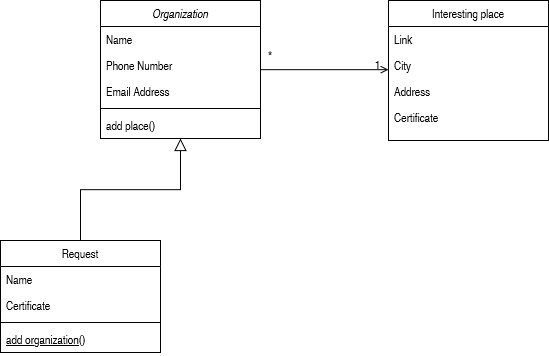 Organization
Name
Phone Number
Email Address
add place()
*
1
Interesting place
Link
City
Address
Certificate
Request
Name
Certificate
add organization()